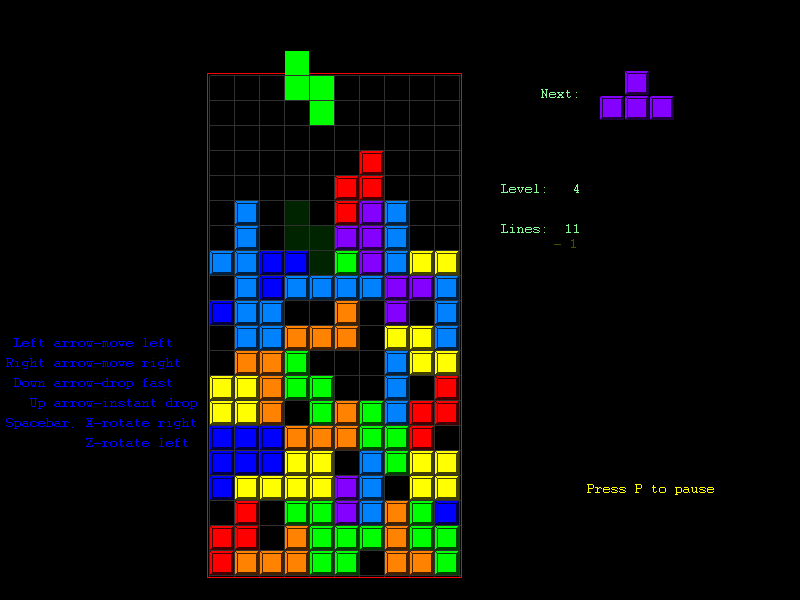 Next:
Level: 4
Lines: 11
- 1
Left arrow-move left
Right arrow-move right
Down arrow-drop fast
Up arrow-instant drop
Spacebar, X-rotate right
Z-rotate left
Press P to pause